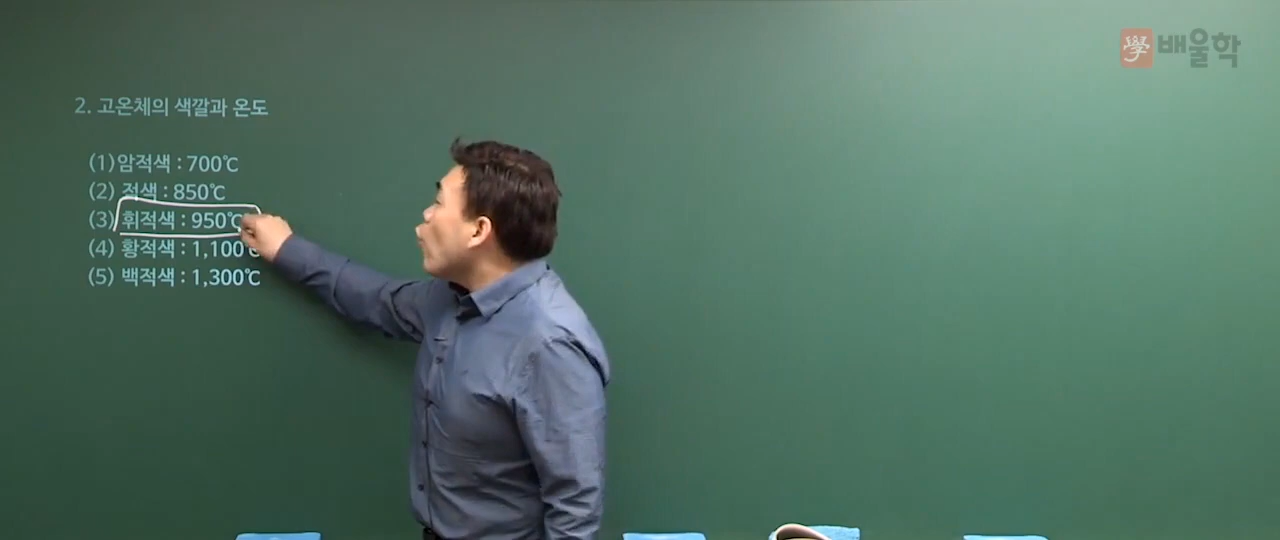 學 배울학
2. 고온체의 색깔과 온도
(1) 암적색 : 700℃
(2) 적색 : 850℃
(3) 휘적색 : 950℃
(4) 황적색 : 1,100℃
(5) 백적색 : 1,300℃